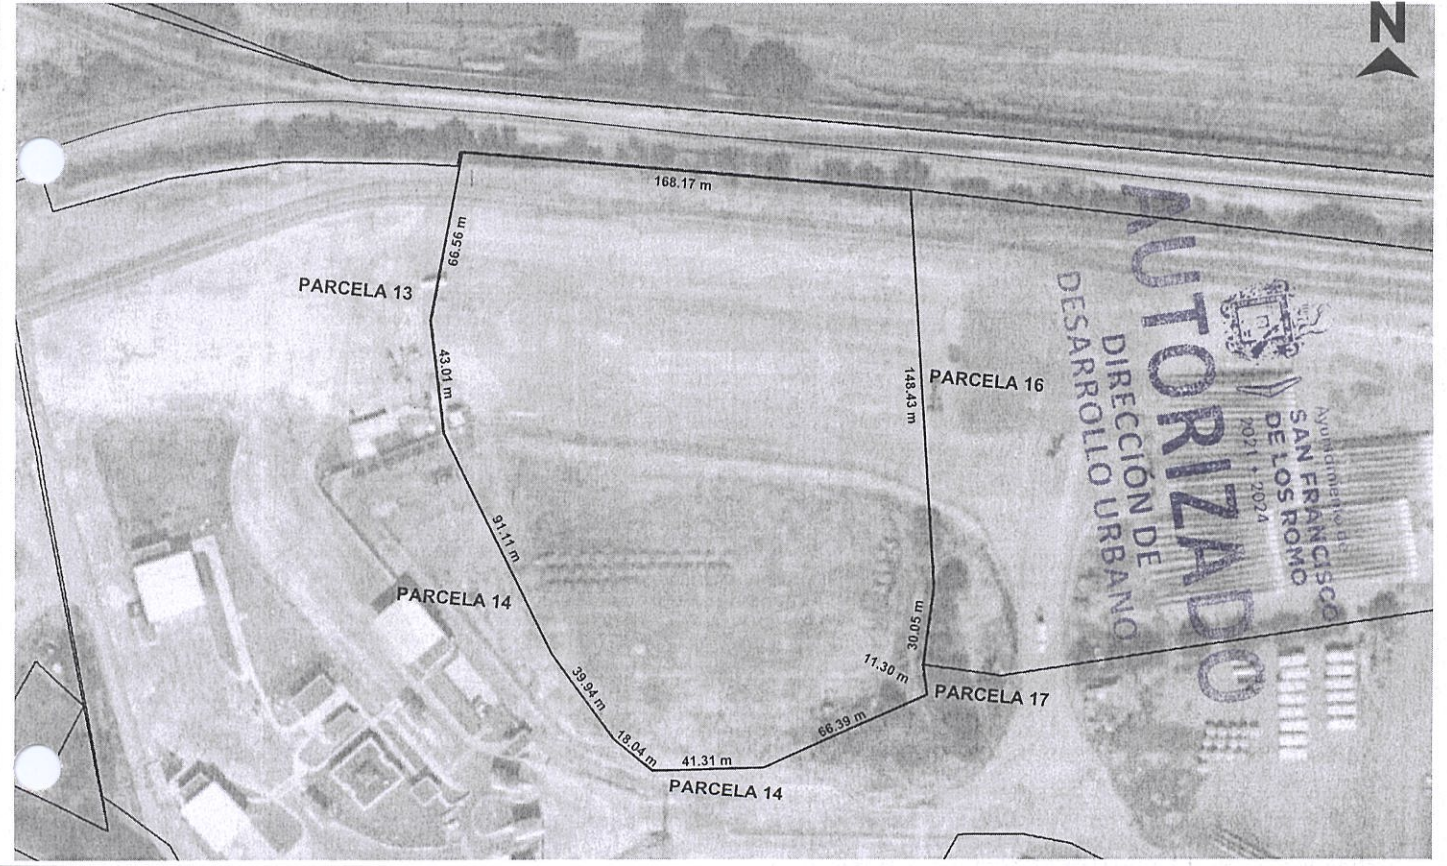 N
168.17 m
66.56 m
PARCELA 13
43.01 m
148.43 m
PARCELA 16
91.11 m
PARCELA 14
39.94 m
18.04 m
41.31 m
PARCELA 14
66.39 m
11.30 m
30.05 m
PARCELA 17
Ayuntamiento de
SAN FRANCISCO
DE LOS ROMO
2021 • 2024
AUTORIZADO
DIRECCIÓN DE
DESARROLLO URBANO